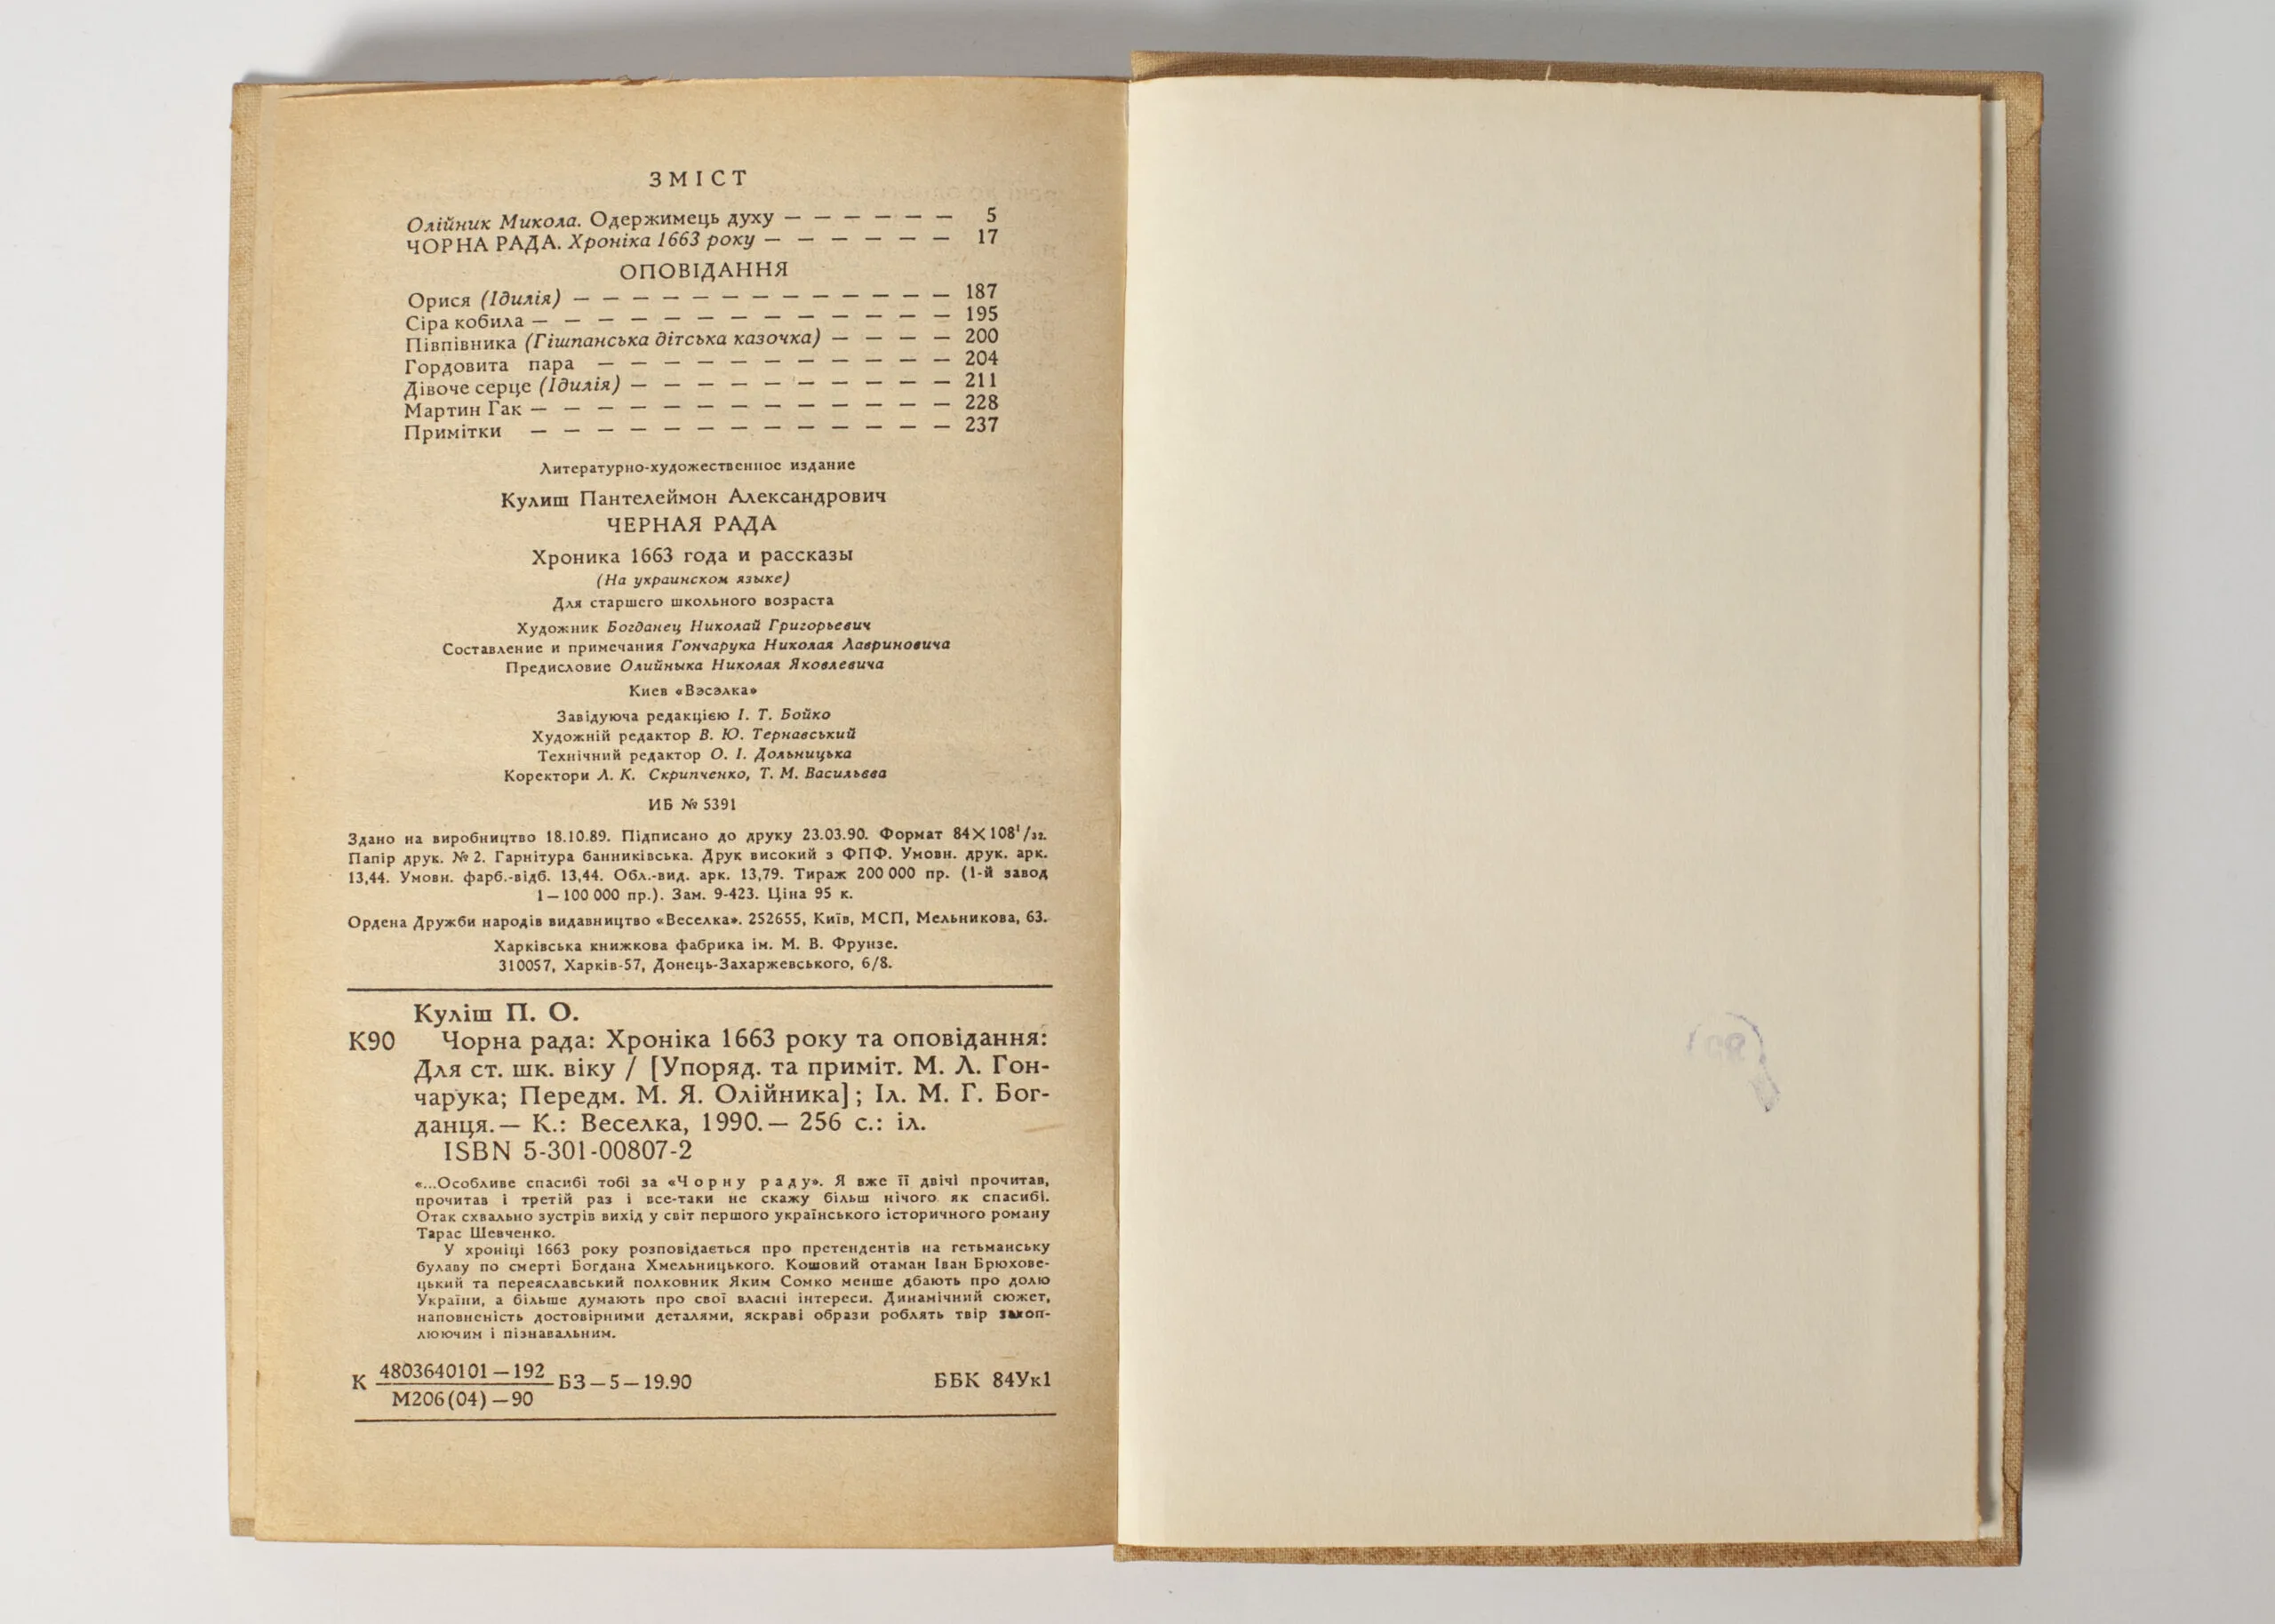 ЗМІСТ
Олійник Микола. Одержимець духу — — — — — — 5
ЧОРНА РАДА. Хроніка 1663 року — — — — — — 17
ОПОВІДАННЯ
Орися (Ідилія) — — — — — — — — — — — — 187
Сіра кобила — — — — — — — — — — — — — 195
Півпівника (Гішпанська дітська казочка) — — — — 200
Гордовита пара — — — — — — — — — — — 204
Дівоче серце (Ідилія) — — — — — — — — — — 211
Мартин Гак — — — — — — — — — — — — — 228
Примітки — — — — — — — — — — — — — 237
Литературно-художественное издание
Кулиш Пантелеймон Александрович
ЧЕРНАЯ РАДА
Хроника 1663 года и рассказы
(На украинском языке)
Для старшего школьного возраста
Художник Богданец Николай Григорьевич
Составление и примечания Гончарука Николая Лавриновича
Предисловие Олийныка Николая Яковлевича
Киев «Вэсэлка»
Завідуюча редакцією І. Т. Бойко
Художній редактор В. Ю. Тернавський
Технічний редактор О. І. Дольницька
Коректори Л. К. Скрипченко, Т. М. Васильєва
ИБ № 5391
Здано на виробництво 18.10.89. Підписано до друку 23.03.90. Формат 84×108¹/₃₂.
Папір друк. № 2. Гарнітура банниківська. Друк високий з ФПФ. Умовн. друк. арк.
13,44. Умовн. фарб.-відб. 13,44. Обл.-вид. арк. 13,79. Тираж 200 000 пр. (1-й завод
1—100 000 пр.). Зам. 9-423. Ціна 95 к.
Ордена Дружби народів видавництво «Веселка». 252655, Київ, МСП, Мельникова, 63.
Харківська книжкова фабрика ім. М. В. Фрунзе.
310057, Харків-57, Донець-Захаржевського, 6/8.
Куліш П. О.
К90 Чорна рада: Хроніка 1663 року та оповідання:
Для ст. шк. віку / [Упоряд. та приміт. М. Л. Гон-
чарука; Передм. М. Я. Олійника]; Іл. М. Г. Бог-
данця.— К.: Веселка, 1990.— 256 с.: іл.
ISBN 5-301-00807-2
«...Особливе спасибі тобі за «Чорну раду». Я вже її двічі прочитав,
прочитав і третій раз і все-таки не скажу більш нічого як спасибі.
Отак схвально зустрів вихід у світ першого українського історичного роману
Тарас Шевченко.
У хроніці 1663 року розповідається про претендентів на гетьманську
булаву по смерті Богдана Хмельницького. Кошовий отаман Іван Брюхове-
цький та переяславський полковник Яким Сомко менше дбають про долю
України, а більше думають про свої власні інтереси. Динамічний сюжет,
наповненість достовірними деталями, яскраві образи роблять твір захоп-
люючим і пізнавальним.
К 4803640101—192 БЗ—5—19.90 ББК 84Ук1
М206(04)—90